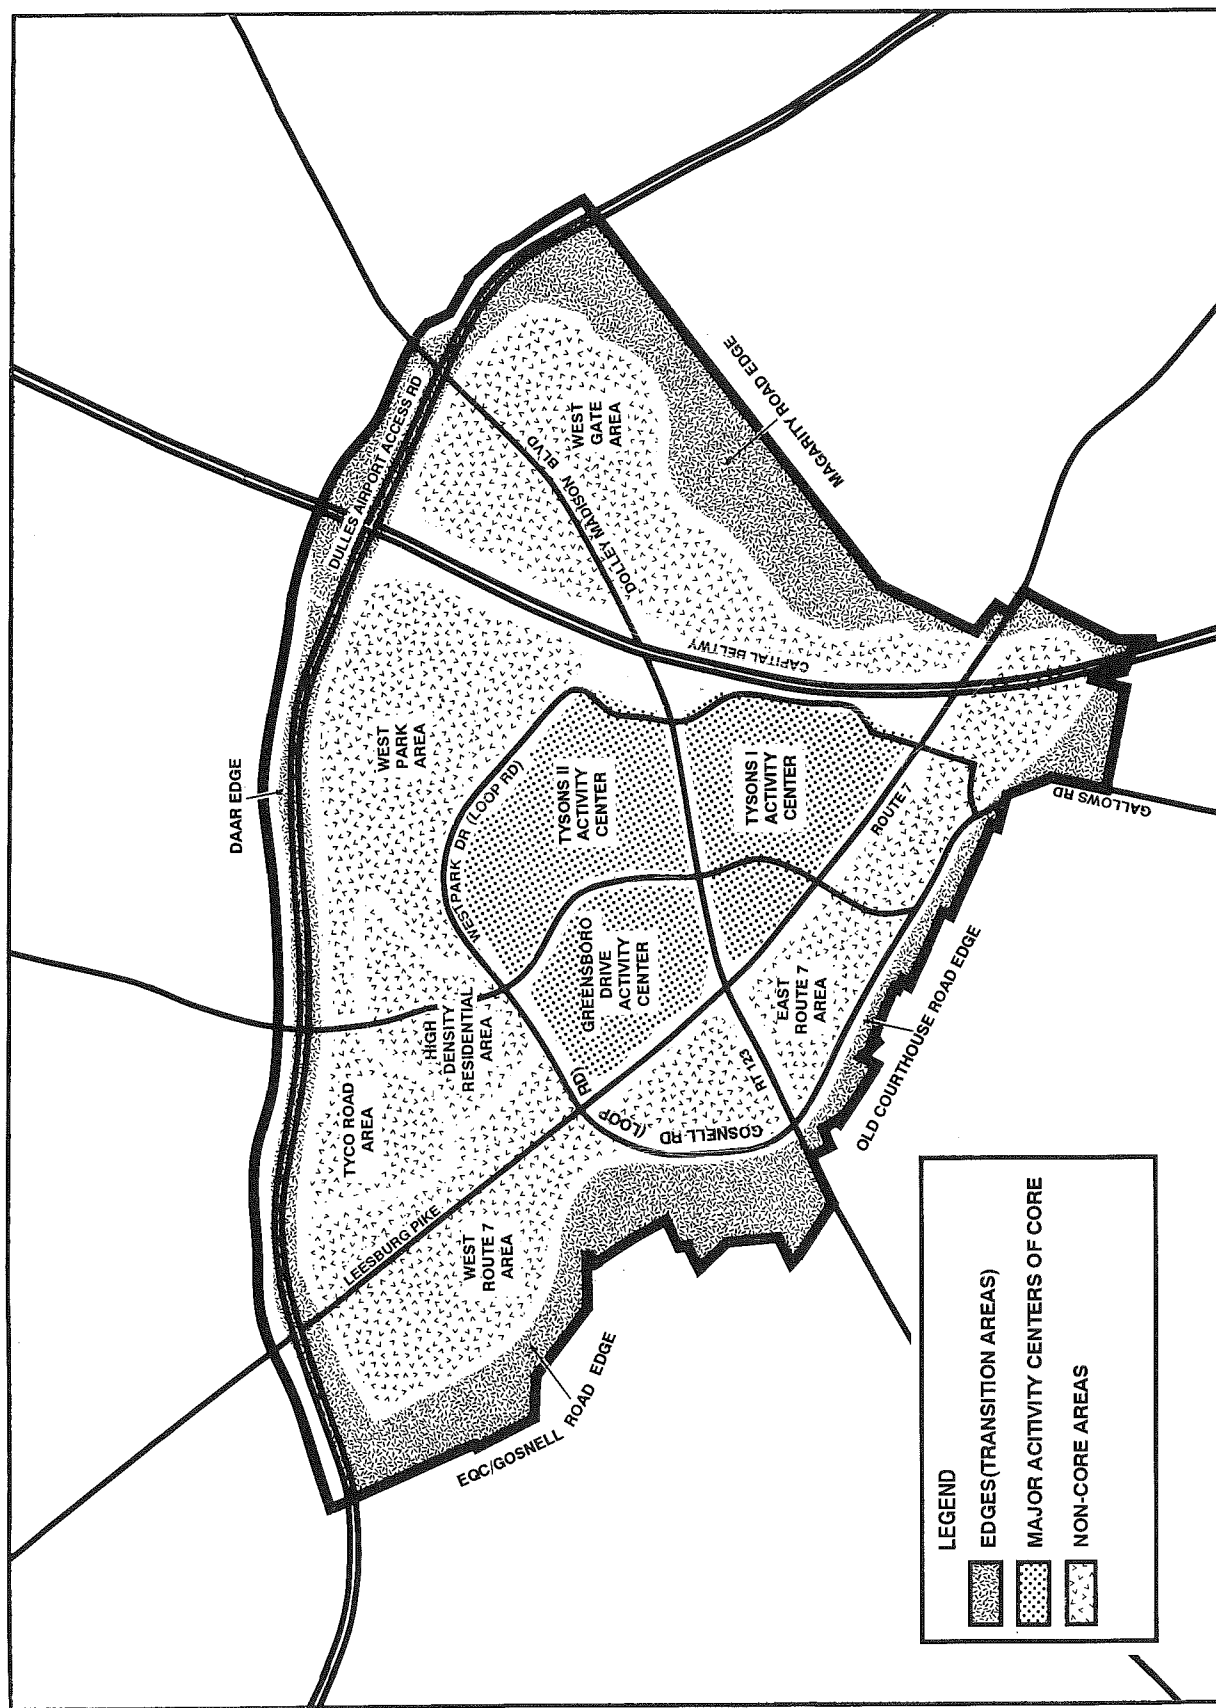 DULLES AIRPORT ACCESS RD
DAAR EDGE
WEST
GATE
AREA
DOLLEY MADISON BLVD
MAGARITY ROAD EDGE
CAPITAL BELTWY
WEST
PARK
AREA
WESTPARK DR (LOOP RD)
TYSONS II
ACTIVITY
CENTER
TYSONS I
ACTIVITY
CENTER
ROUTE 7
GALLOWS RD
GREENSBORO
DRIVE
ACTIVITY
CENTER
HIGH
DENSITY
RESIDENTIAL
AREA
EAST
ROUTE 7
AREA
OLD COURTHOUSE ROAD EDGE
RT 123
GOSNELL RD
(LOOP
RD)
TYCO ROAD
AREA
LEESBURG PIKE
WEST
ROUTE 7
AREA
EQC/GOSNELL ROAD EDGE
LEGEND
EDGES(TRANSITION AREAS)
MAJOR ACITIVITY CENTERS OF CORE
NON-CORE AREAS